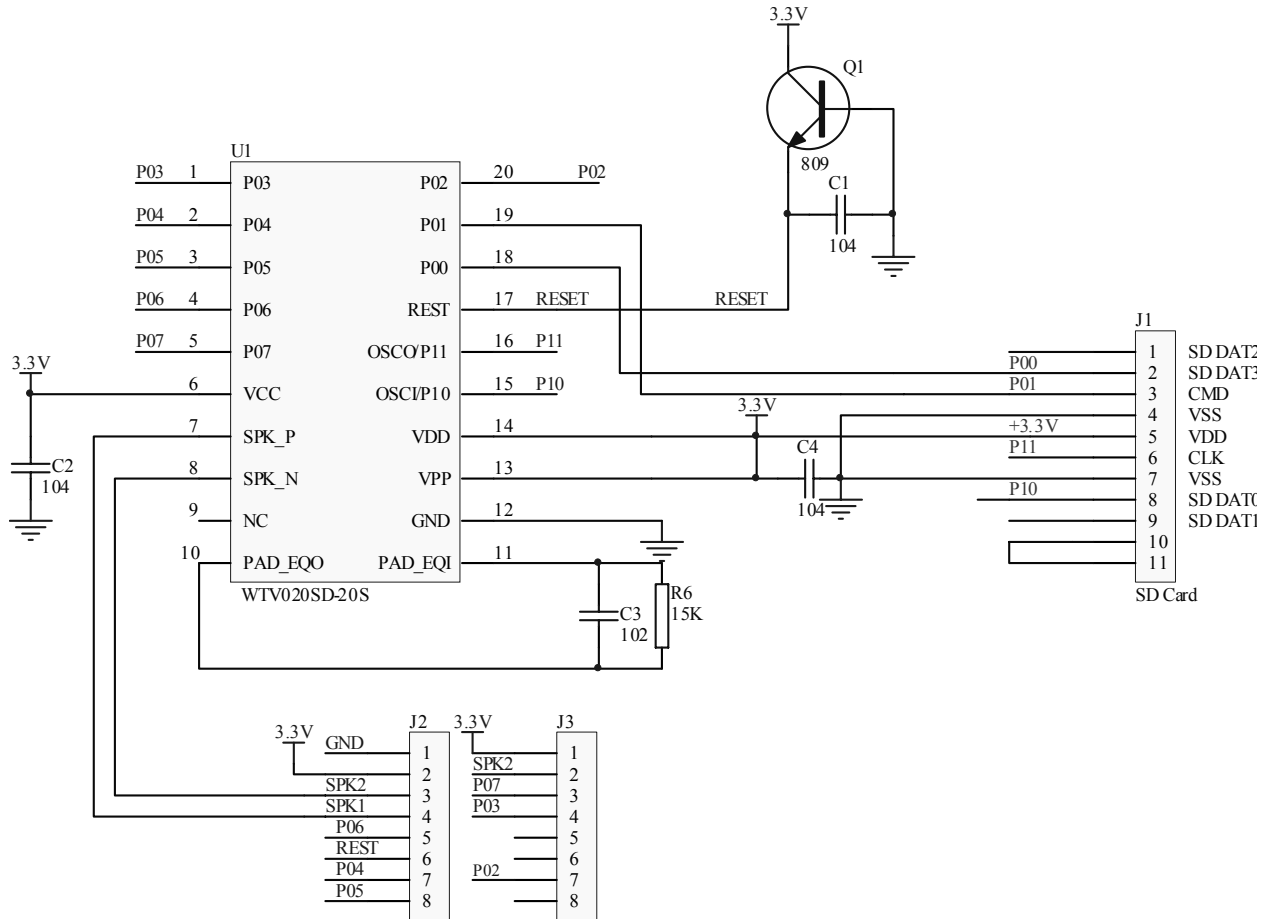 3.3V
Q1
809
C1
104
U1
P03 1 P03
P04 2 P04
P05 3 P05
P06 4 P06
P07 5 P07
3.3V
6 VCC
7 SPK_P
8 SPK_N
9 NC
10 PAD_EQO
C2
104
P02 20 P02
P01 19
P00 18
REST 17 RESET RESET
OSCO/P11 16 P11
OSCI/P10 15 P10
VDD 14
VPP 13
GND 12
PAD_EQI 11
WTV020SD-20S
3.3V
C4
104
C3
102
R6
15K
J1
1 SD DAT2
P00 2 SD DAT3
P01 3 CMD
4 VSS
+3.3V 5 VDD
P11 6 CLK
7 VSS
P10 8 SD DAT0
9 SD DAT1
10
11
SD Card
J2
3.3V
GND 1
2
SPK2 3
SPK1 4
P06 5
REST 6
P04 7
P05 8
3.3V
J3
1
SPK2 2
P07 3
P03 4
5
6
P02 7
8